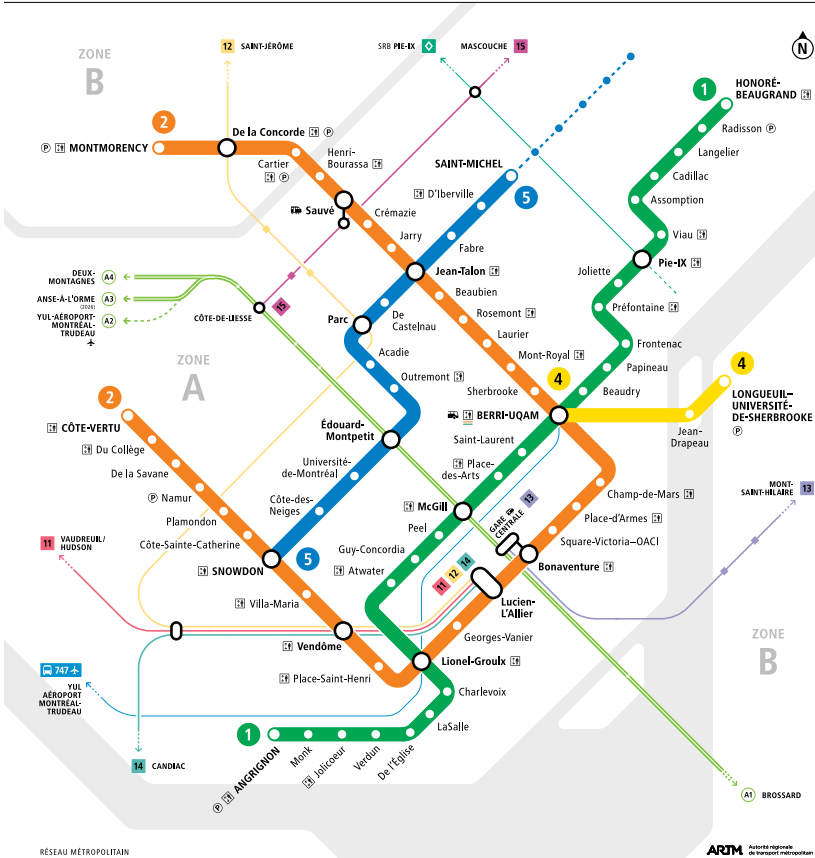 ZONE
B
12 SAINT-JÉRÔME
SRB PIE-IX
MASCOUCHE 15
N
1
HONORÉ-
BEAUGRAND
Radisson P
Langelier
Cadillac
Assomption
Viau
Pie-IX
Joliette
Préfontaine
Frontenac
Papineau
Beaudry
2
P MONTMORENCY
De la Concorde P
Cartier
P
Henri-
Bourassa
Sauvé
Crémazie
Jarry
Jean-Talon
Beaubien
Rosemont
Laurier
Mont-Royal
Sherbrooke
SAINT-MICHEL
5
D'Iberville
Fabre
De
Castelnau
Parc
Acadie
Outremont
Édouard-
Montpetit
Université-
de-Montréal
Côte-des-
Neiges
DEUX-
MONTAGNES A4
ANSE-À-L'ORME A3
(2026)
YUL-AÉROPORT-
MONTRÉAL-
TRUDEAU
A2
CÔTE-DE-LIESSE
15
ZONE
A
4
BERRI-UQAM
4
LONGUEUIL–
UNIVERSITÉ-
DE-SHERBROOKE
P
Jean-
Drapeau
2
CÔTE-VERTU
Du Collège
De la Savane
P Namur
Plamondon
Côte-Sainte-Catherine
SNOWDON
5
Villa-Maria
Vendôme
Place-Saint-Henri
Saint-Laurent
Place-
des-Arts
McGill
Peel
Guy-Concordia
Atwater
GARE
CENTRALE
13
Champ-de-Mars
Place-d'Armes
Square-Victoria–OACI
Bonaventure
11 12 14
Lucien-
L'Allier
Georges-Vanier
Lionel-Groulx
Charlevoix
LaSalle
De l'Église
Verdun
Jolicoeur
Monk
P ANGRIGNON
1
MONT-
SAINT-HILAIRE
13
11
VAUDREUIL/
HUDSON
747
YUL
AÉROPORT
MONTRÉAL-
TRUDEAU
14 CANDIAC
ZONE
B
A1 BROSSARD
RÉSEAU MÉTROPOLITAIN
ARTM
Autorité régionale
de transport métropolitain